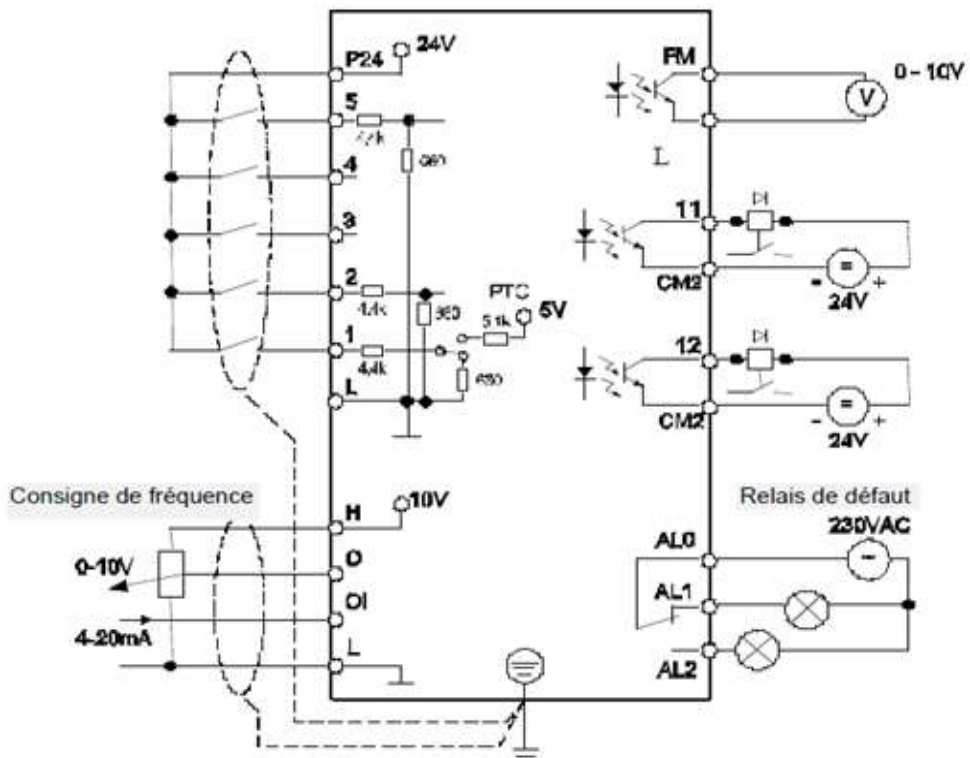 P24
24V
5
4
3
2
4.4k
1
4,4k
L
PTC
5V
5 1k
FM
0 - 10V
V
L
11
CM2
=
- +
24V
12
CM2
=
- +
24V
Consigne de fréquence
H
10V
0-10V
O
OI
4-20mA
L
Relais de défaut
230VAC
AL0
~
AL1
AL2